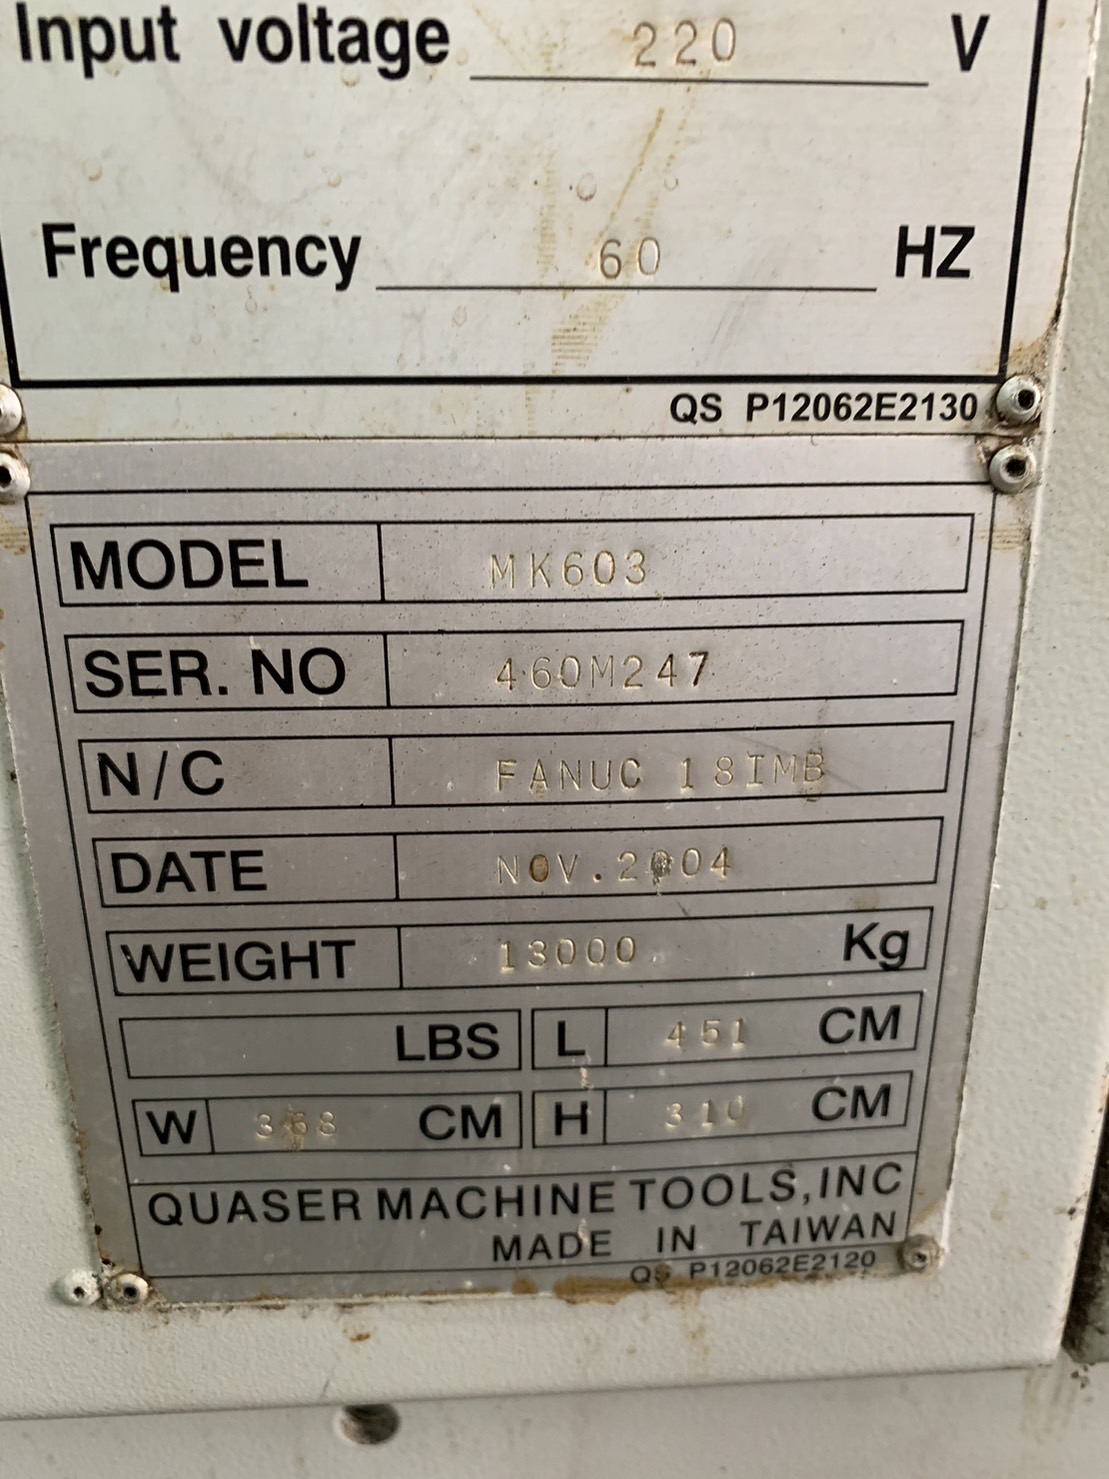 Input voltage 220 V
Frequency 60 HZ
QS P12062E2130
MODEL MK603
SER. NO 460M247
N/C FANUC 18IMB
DATE NOV.2004
WEIGHT 13000 Kg
LBS L 451 CM
W 368 CM H 310 CM
QUASER MACHINE TOOLS,INC
MADE IN TAIWAN
QS P12062E2120